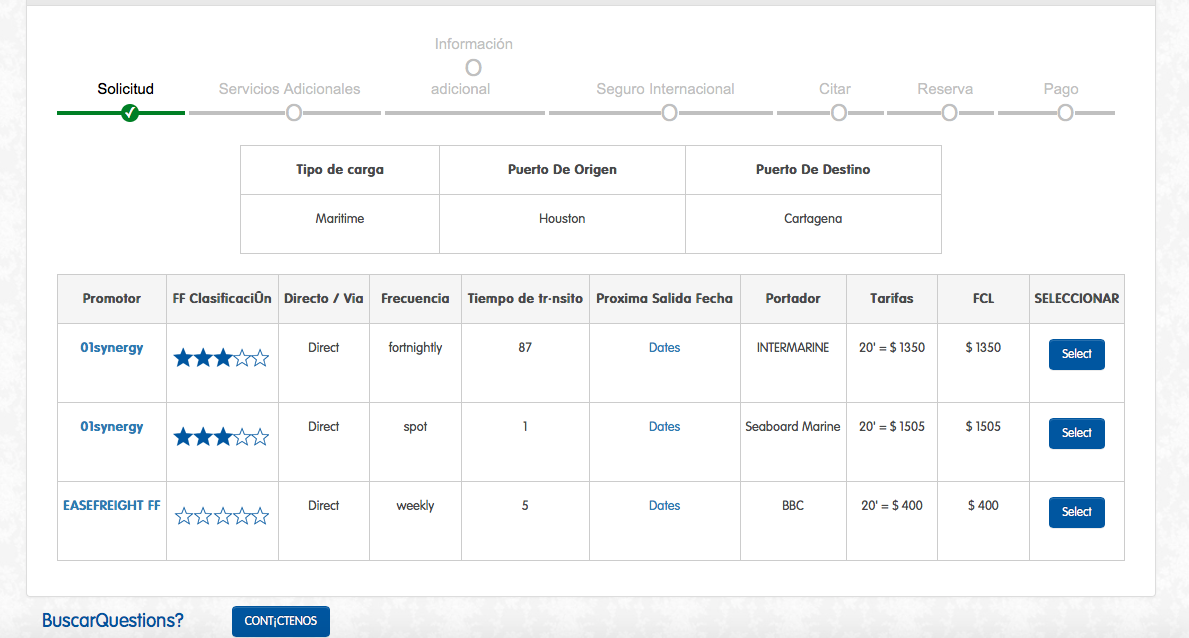 Información
Solicitud Servicios Adicionales adicional Seguro Internacional Citar Reserva Pago
Tipo de carga Puerto De Origen Puerto De Destino
Maritime Houston Cartagena
Promotor FF ClasificaciÛn Directo / Via Frecuencia Tiempo de tr·nsito Proxima Salida Fecha Portador Tarifas FCL SELECCIONAR
01synergy Direct fortnightly 87 Dates INTERMARINE 20' = $ 1350 $ 1350 Select
01synergy Direct spot 1 Dates Seaboard Marine 20' = $ 1505 $ 1505 Select
EASEFREIGHT FF Direct weekly 5 Dates BBC 20' = $ 400 $ 400 Select
BuscarQuestions? CONT¡CTENOS